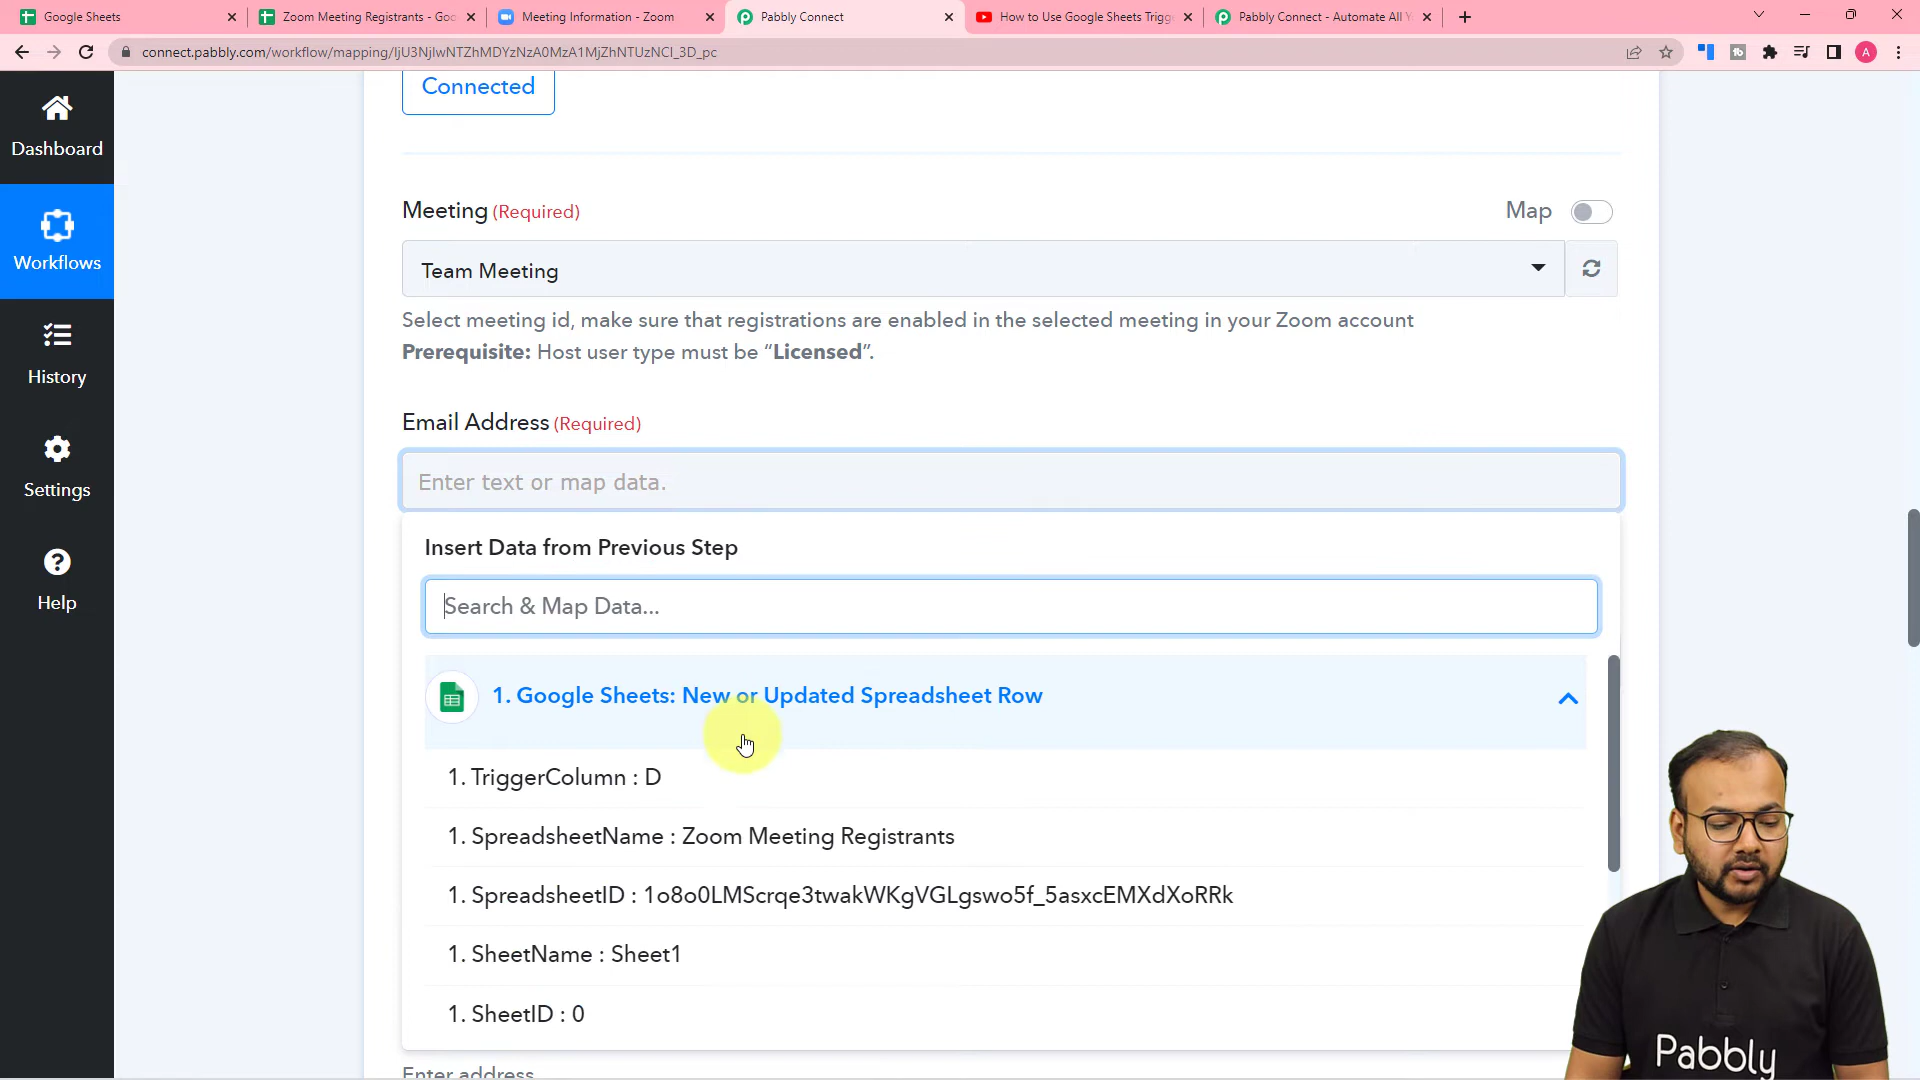 Google Sheets
Zoom Meeting Registrants - Goo
Meeting Information - Zoom
Pabbly Connect
How to Use Google Sheets Trigg
Pabbly Connect - Automate All Y
connect.pabbly.com/workflow/mapping/IjU3NjIwNTZhMDYzNzA0MzA1MjZhNTUzNCI_3D_pc
A
Dashboard
Workflows
History
Settings
Help
Connected
Meeting (Required)
Map
Team Meeting
Select meeting id, make sure that registrations are enabled in the selected meeting in your Zoom account
Prerequisite: Host user type must be “Licensed”.
Email Address (Required)
Enter text or map data.
Insert Data from Previous Step
Search & Map Data...
1. Google Sheets: New or Updated Spreadsheet Row
1. TriggerColumn : D
1. SpreadsheetName : Zoom Meeting Registrants
1. SpreadsheetID : 1o8o0LMScrqe3twakWKgVGLgswo5f_5asxcEMXdXoRRk
1. SheetName : Sheet1
1. SheetID : 0
Enter address
Pabbly